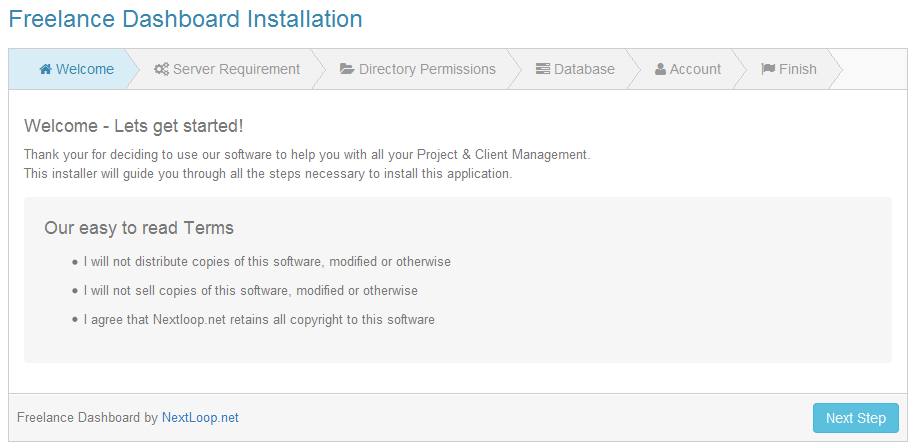 Freelance Dashboard Installation
Welcome Server Requirement Directory Permissions Database Account Finish
Welcome - Lets get started!
Thank your for deciding to use our software to help you with all your Project & Client Management.
This installer will guide you through all the steps necessary to install this application.
Our easy to read Terms
• I will not distribute copies of this software, modified or otherwise
• I will not sell copies of this software, modified or otherwise
• I agree that Nextloop.net retains all copyright to this software
Freelance Dashboard by NextLoop.net Next Step